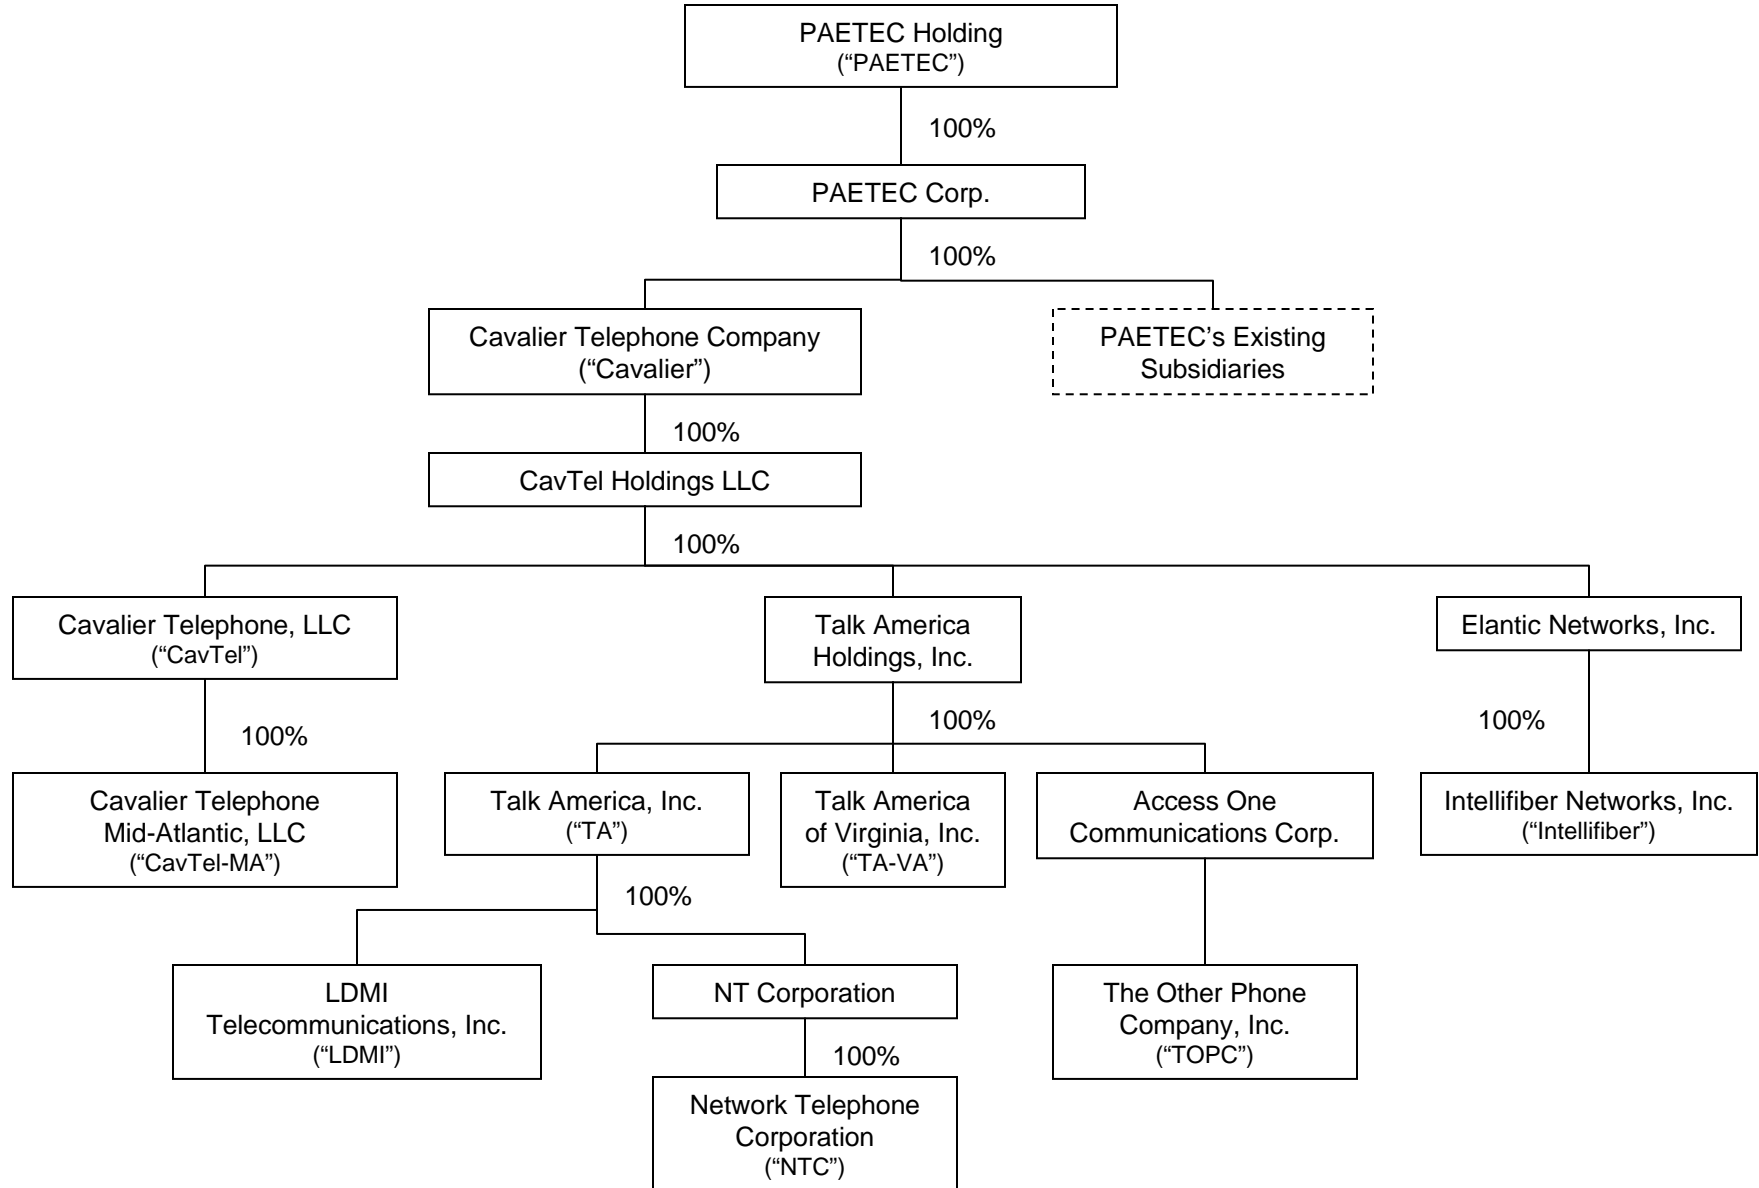 PAETEC Holding
(“PAETEC”)
100%
PAETEC Corp.
100%
Cavalier Telephone Company
(“Cavalier”)
PAETEC’s Existing
Subsidiaries
100%
CavTel Holdings LLC
100%
Cavalier Telephone, LLC
(“CavTel”)
Talk America
Holdings, Inc.
Elantic Networks, Inc.
100%
100%
100%
Cavalier Telephone
Mid-Atlantic, LLC
(“CavTel-MA”)
Talk America, Inc.
(“TA”)
Talk America
of Virginia, Inc.
(“TA-VA”)
Access One
Communications Corp.
Intellifiber Networks, Inc.
(“Intellifiber”)
100%
LDMI
Telecommunications, Inc.
(“LDMI”)
NT Corporation
The Other Phone
Company, Inc.
(“TOPC”)
100%
Network Telephone
Corporation
(“NTC”)